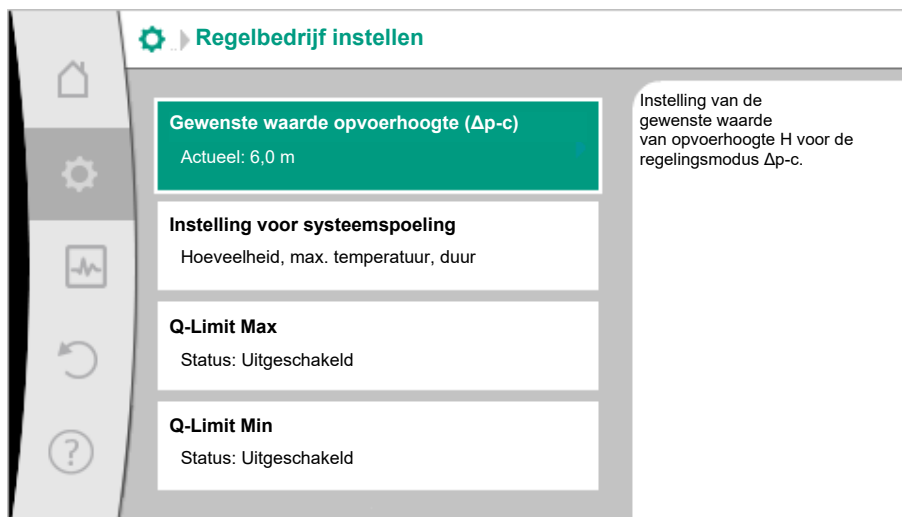 Regelbedrijf instellen
Gewenste waarde opvoerhoogte (Δp-c)
Actueel: 6,0 m
Instelling voor systeemspoeling
Hoeveelheid, max. temperatuur, duur
Q-Limit Max
Status: Uitgeschakeld
Q-Limit Min
Status: Uitgeschakeld
Instelling van de
gewenste waarde
van opvoerhoogte H voor de
regelingsmodus Δp-c.
?